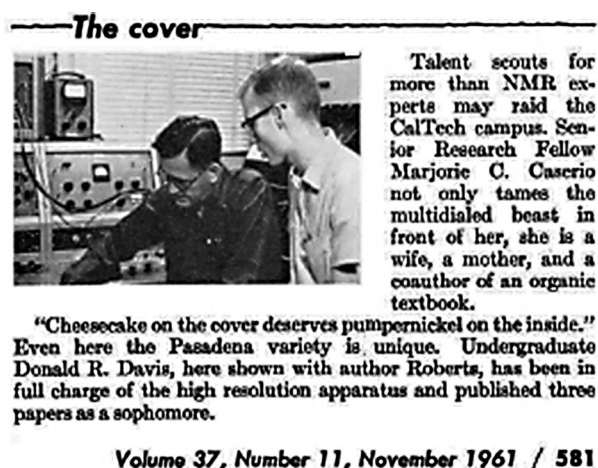 The cover
Talent scouts for
more than NMR ex-
perts may raid the
CalTech campus. Sen-
ior Research Fellow
Marjorie C. Caserio
not only tames the
multidialed beast in
front of her, she is a
wife, a mother, and a
coauthor of an organic
textbook.
"Cheesecake on the cover deserves pumpernickel on the inside."
Even here the Pasadena variety is unique. Undergraduate
Donald R. Davis, here shown with author Roberts, has been in
full charge of the high resolution apparatus and published three
papers as a sophomore.
Volume 37, Number 11, November 1961 / 581